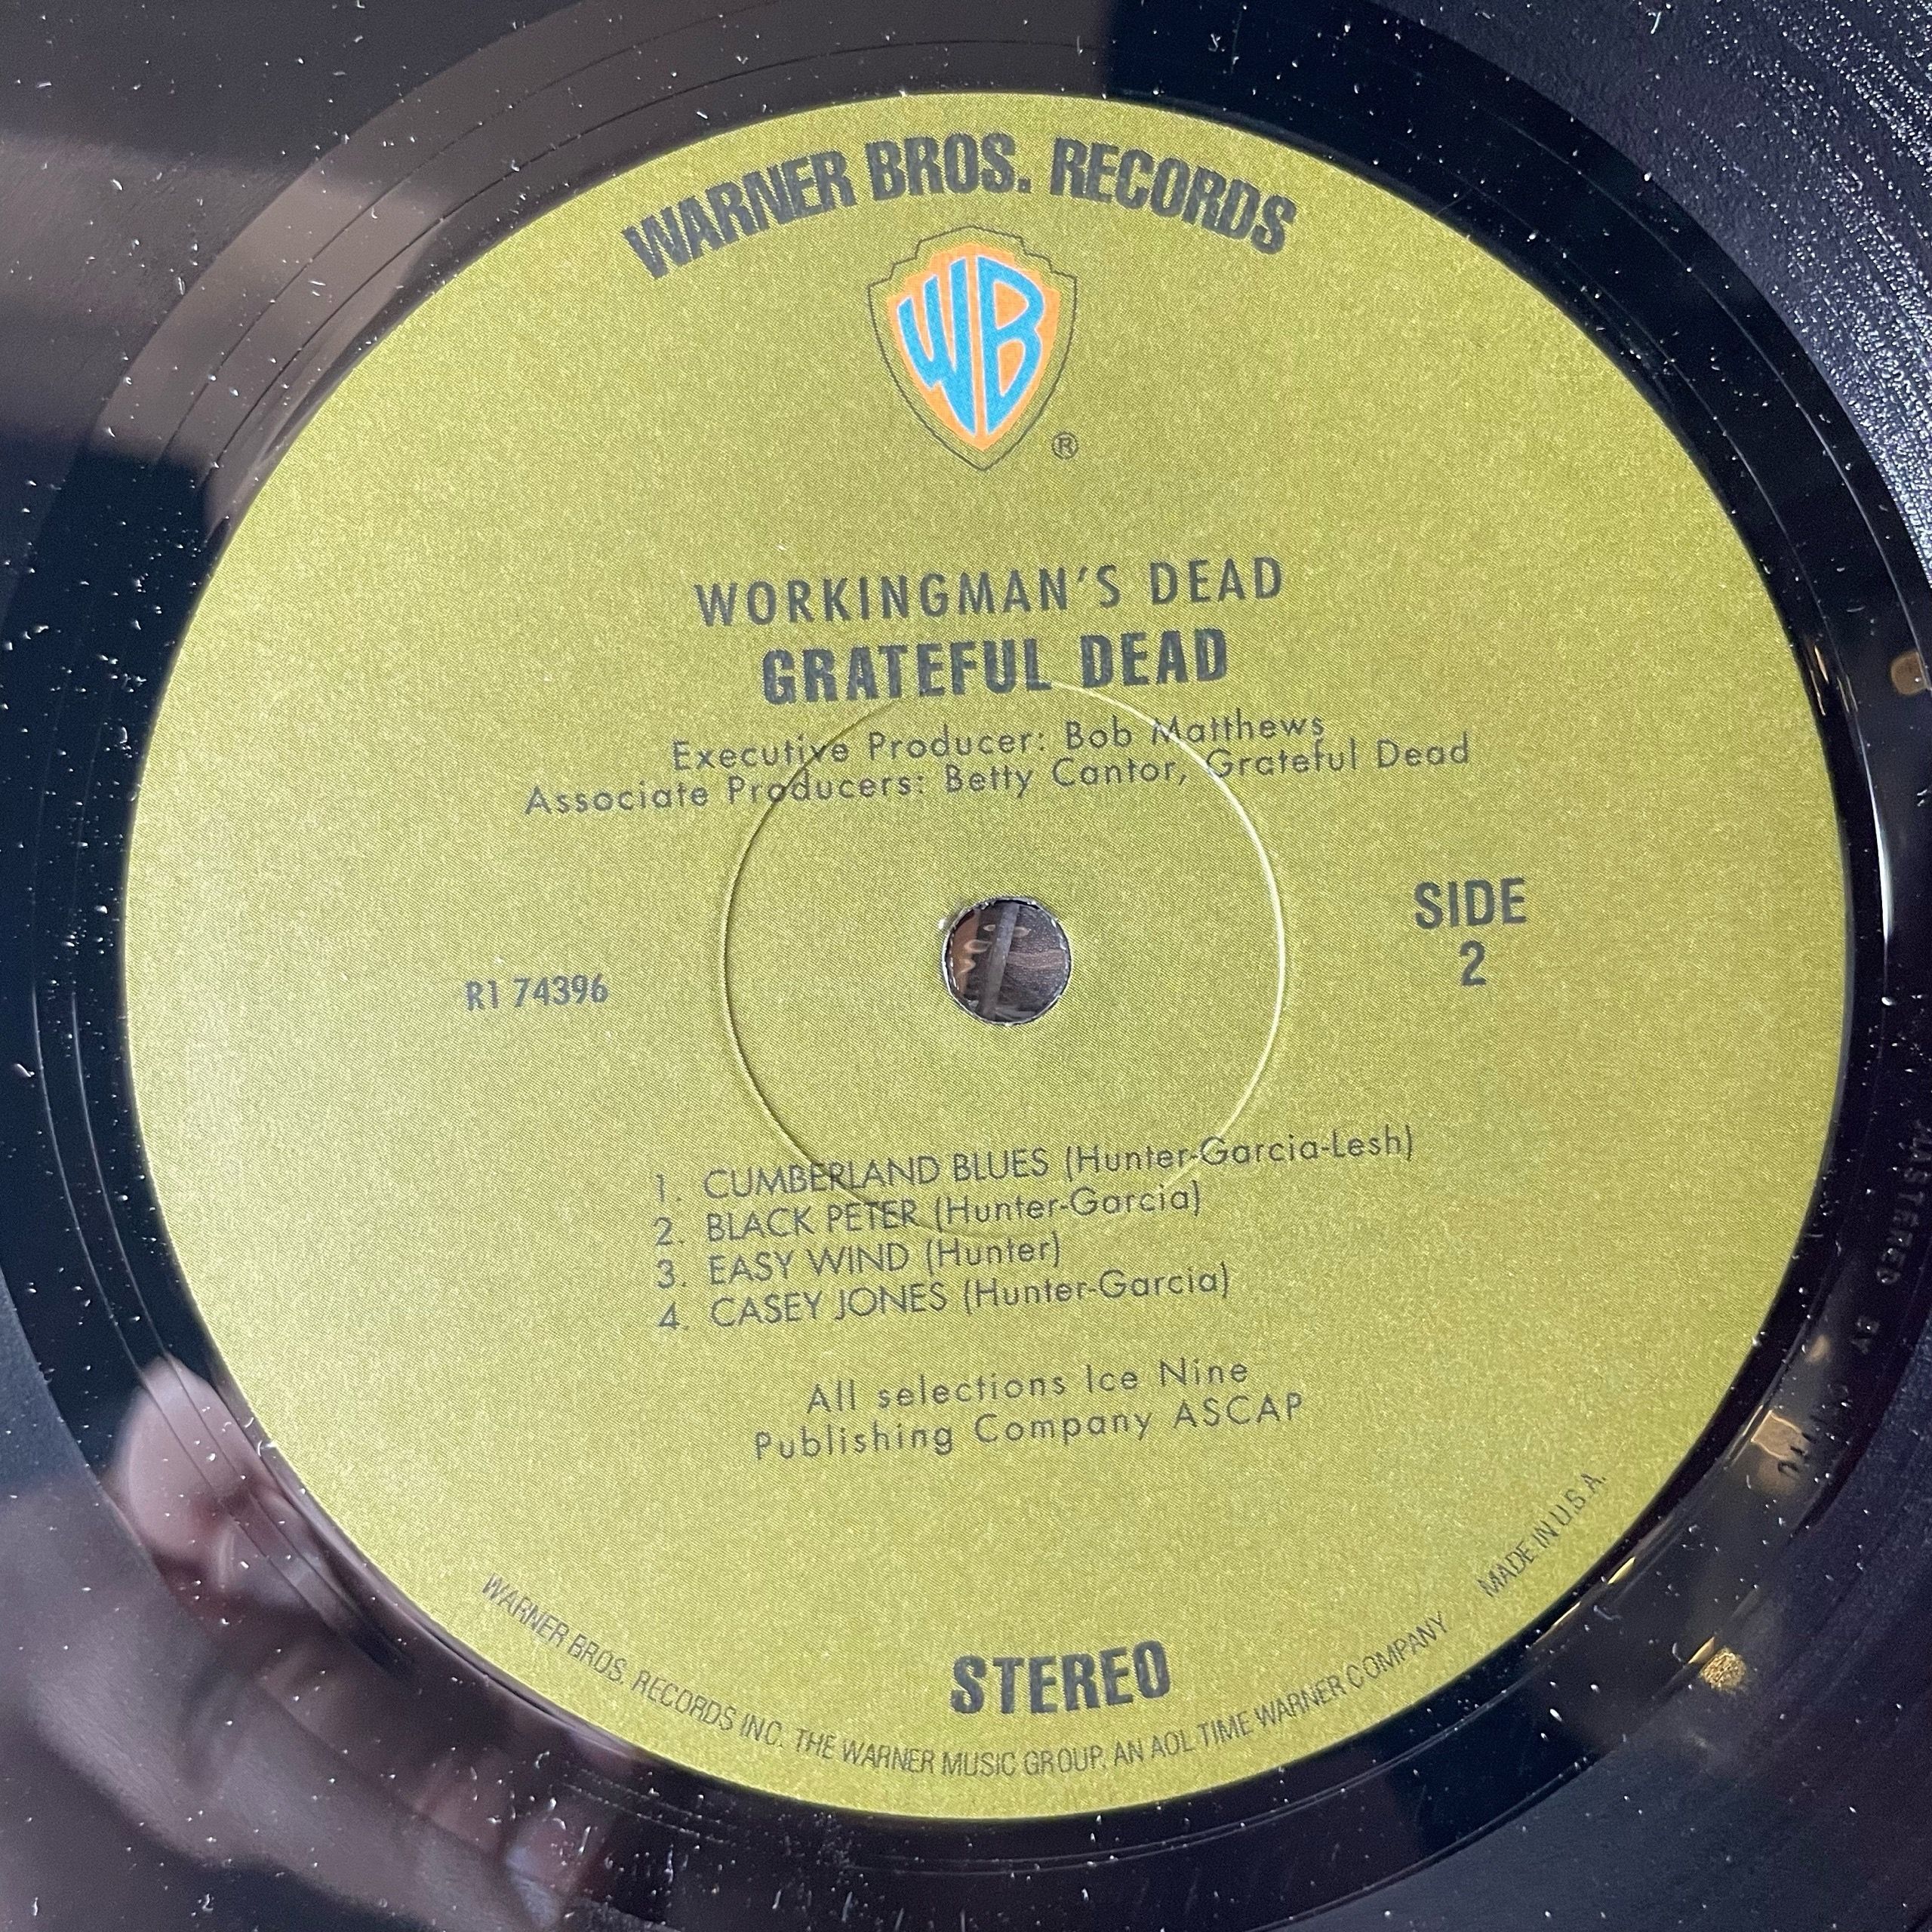 WARNER BROS. RECORDS
WB
®
WORKINGMAN'S DEAD
GRATEFUL DEAD
Executive Producer: Bob Matthews
Associate Producers: Betty Cantor, Grateful Dead
SIDE
2
R1 74396
1. CUMBERLAND BLUES (Hunter-Garcia-Lesh)
2. BLACK PETER (Hunter-Garcia)
3. EASY WIND (Hunter)
4. CASEY JONES (Hunter-Garcia)
All selections Ice Nine
Publishing Company ASCAP
STEREO
WARNER BROS. RECORDS INC. THE WARNER MUSIC GROUP, AN AOL TIME WARNER COMPANY MADE IN U.S.A.
MASTERED BY